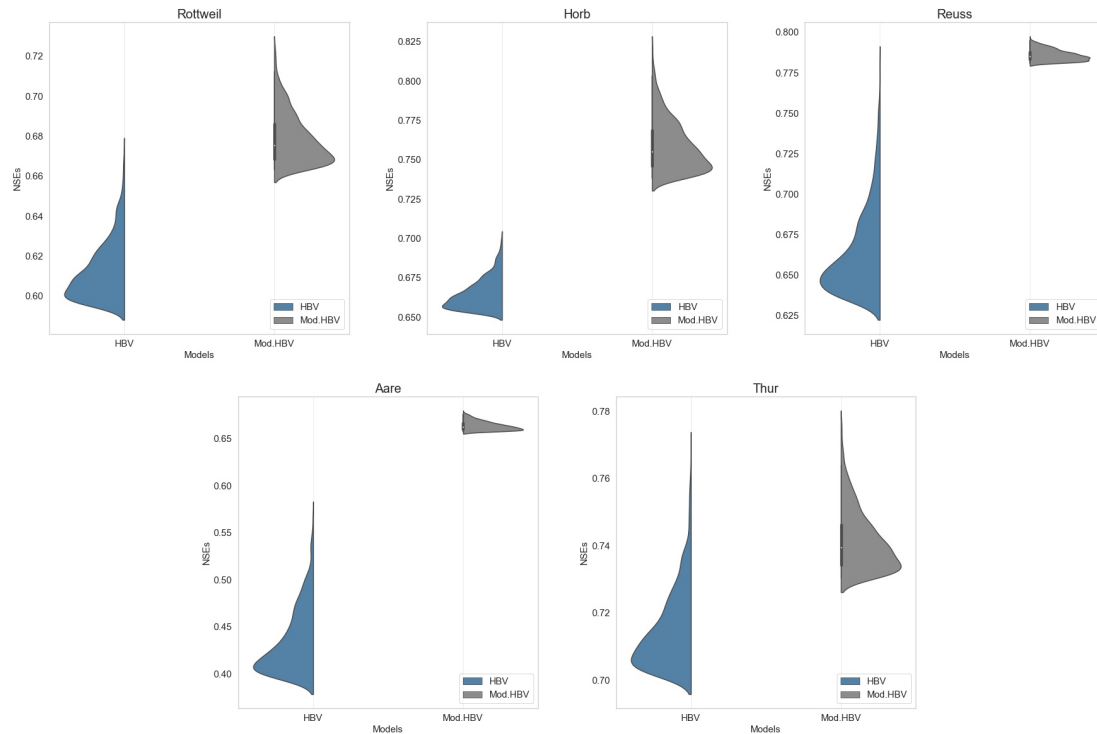 Rottweil
NSEs
0.72
0.70
0.68
0.66
0.64
0.62
0.60
HBV
Mod.HBV
HBV
Mod.HBV
Models
Horb
NSEs
0.825
0.800
0.775
0.750
0.725
0.700
0.675
0.650
HBV
Mod.HBV
HBV
Mod.HBV
Models
Reuss
NSEs
0.800
0.775
0.750
0.725
0.700
0.675
0.650
0.625
HBV
Mod.HBV
HBV
Mod.HBV
Models
Aare
NSEs
0.65
0.60
0.55
0.50
0.45
0.40
HBV
Mod.HBV
HBV
Mod.HBV
Models
Thur
NSEs
0.78
0.76
0.74
0.72
0.70
HBV
Mod.HBV
HBV
Mod.HBV
Models